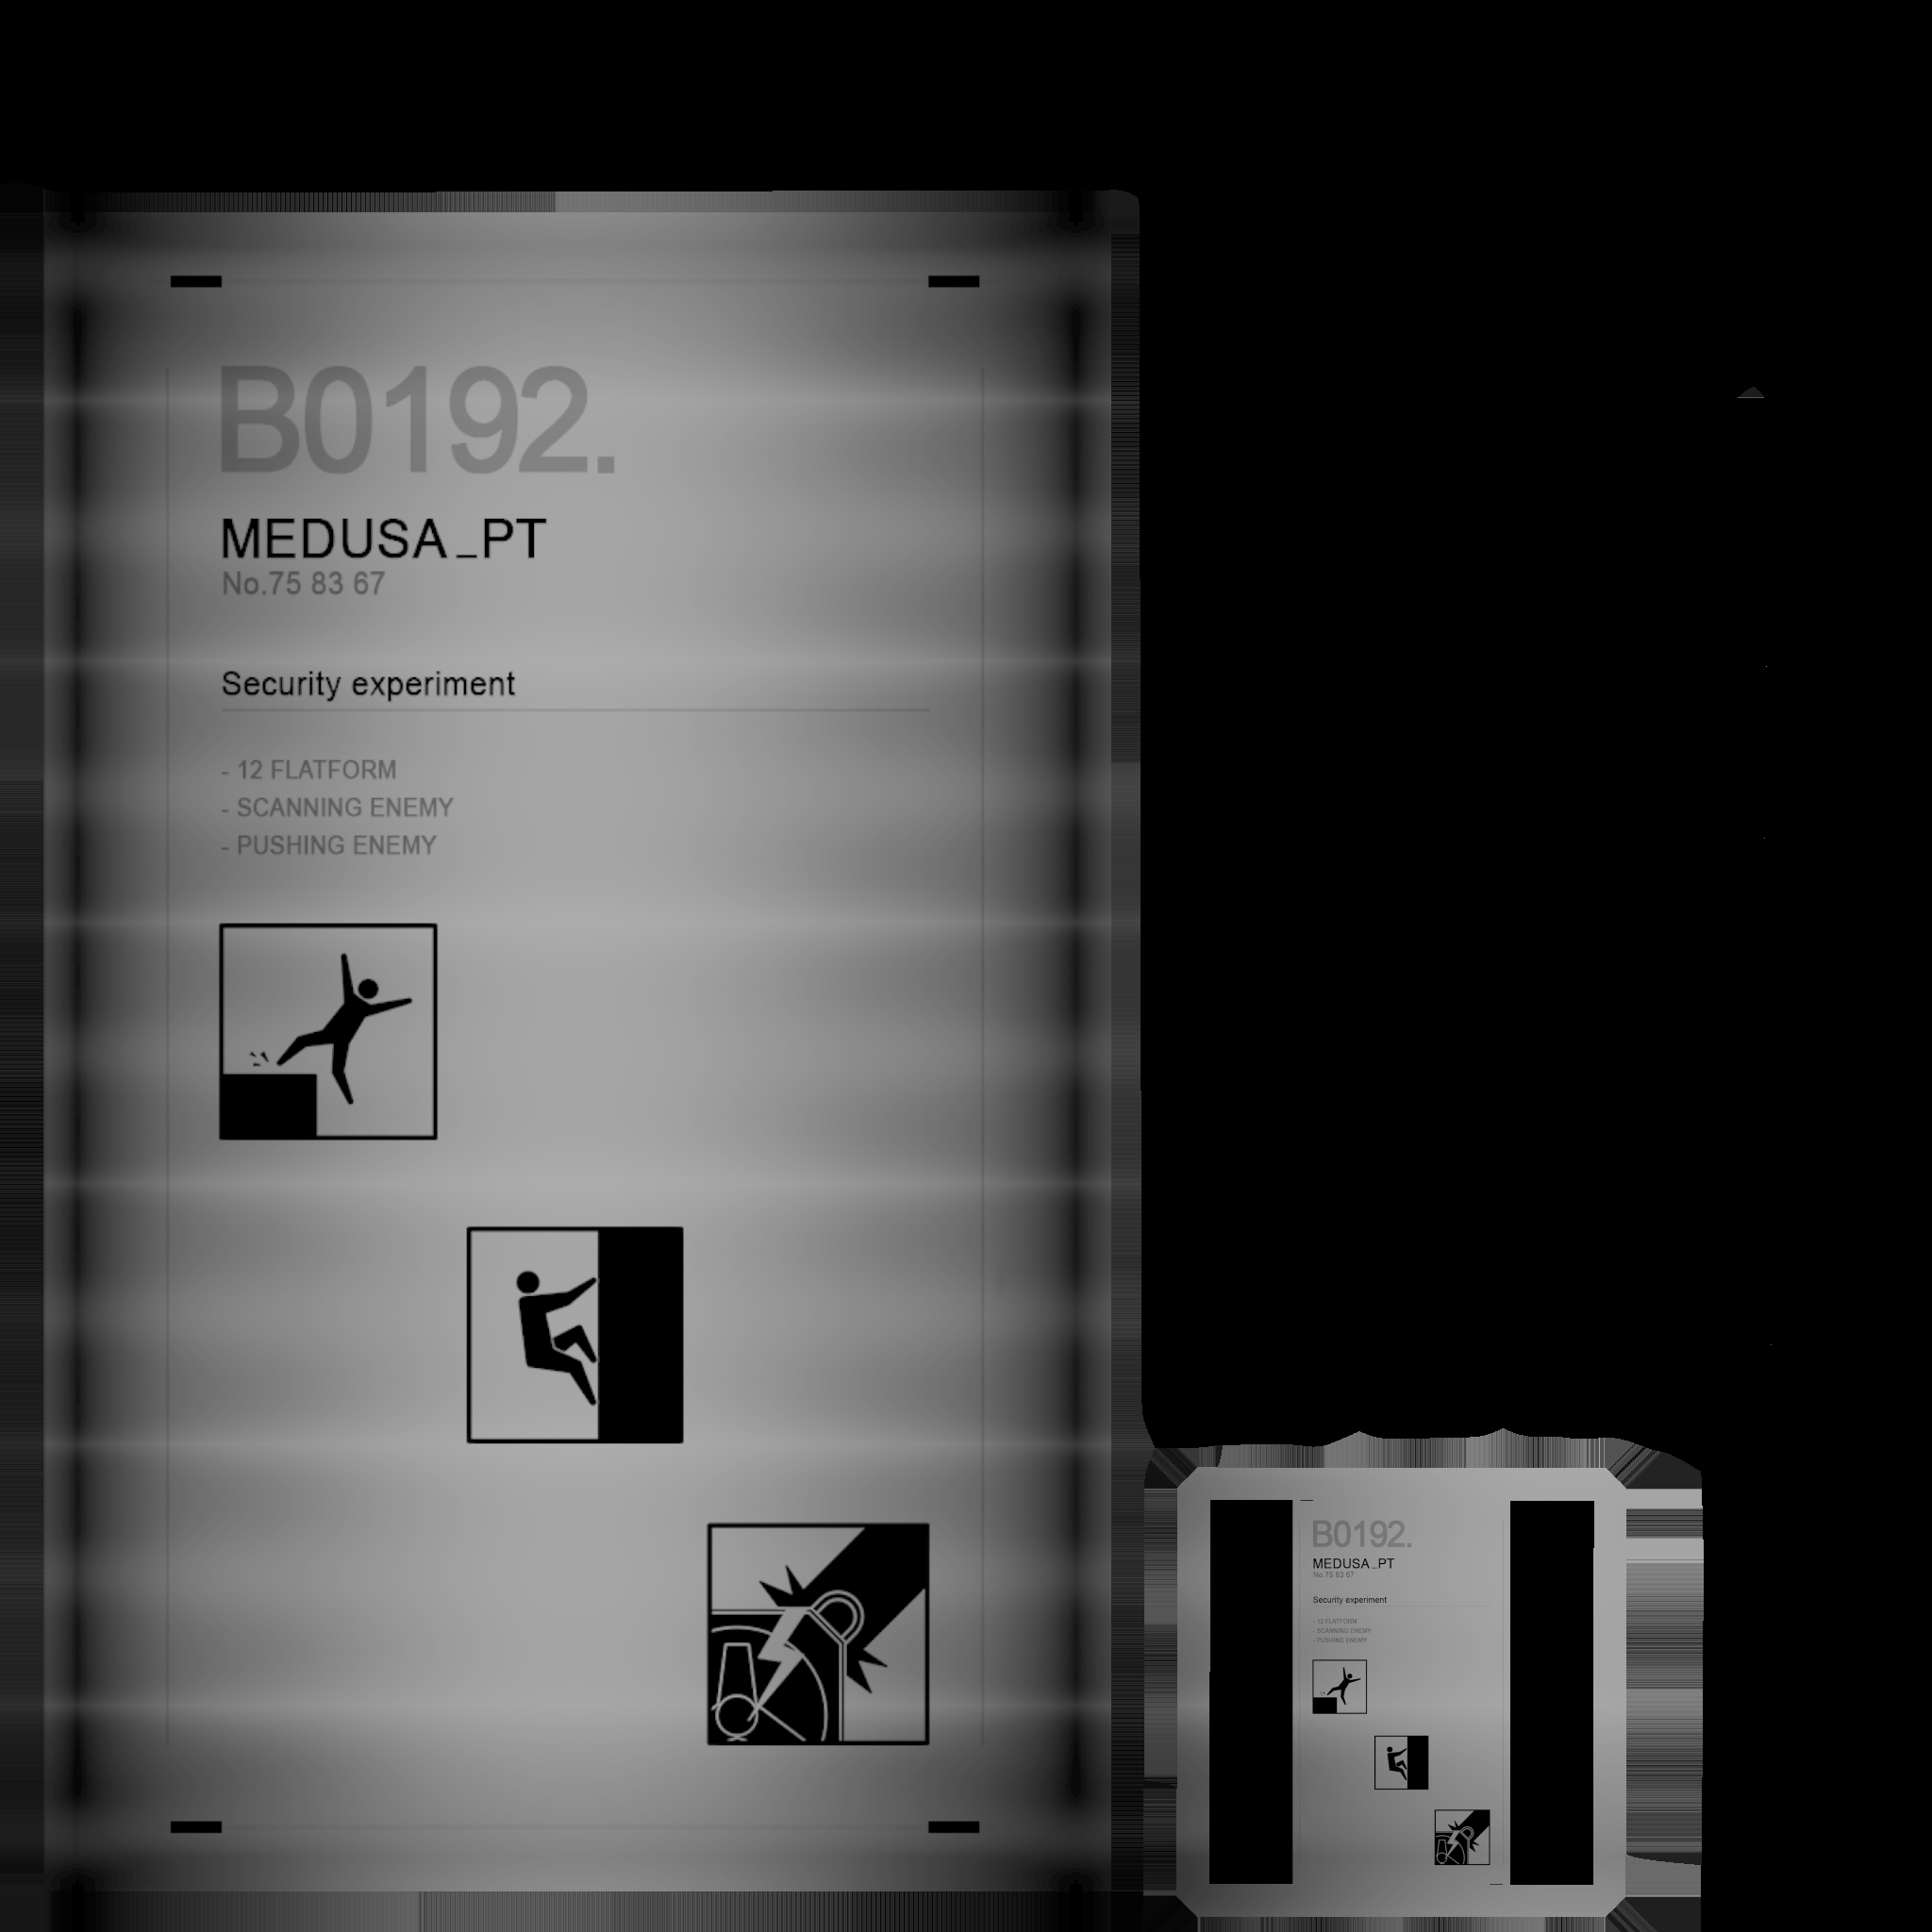 B0192.
MEDUSA_PT
No.75 83 67
Security experiment
- 12 FLATFORM
- SCANNING ENEMY
- PUSHING ENEMY
B0192.
MEDUSA_PT
No.75 83 67
Security experiment
- 12 FLATFORM
- SCANNING ENEMY
- PUSHING ENEMY